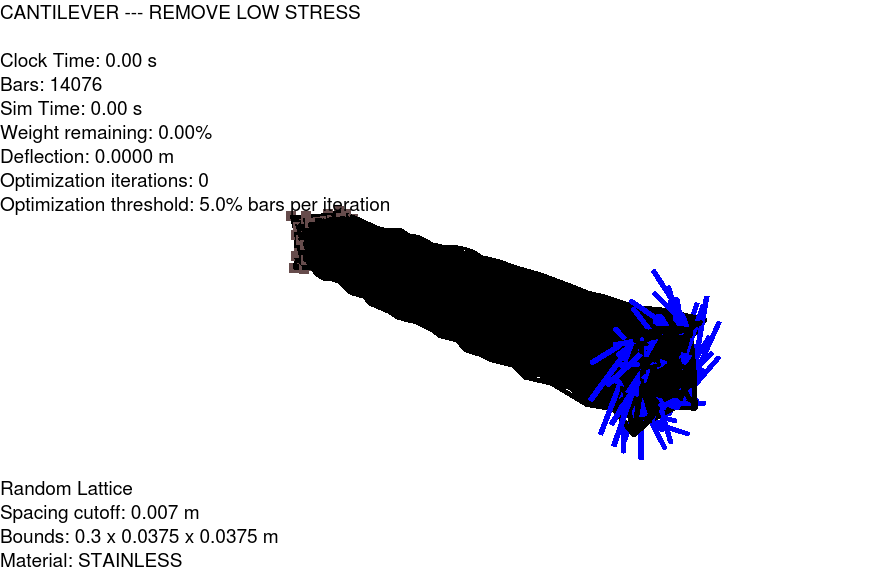 CANTILEVER --- REMOVE LOW STRESS
Clock Time: 0.00 s
Bars: 14076
Sim Time: 0.00 s
Weight remaining: 0.00%
Deflection: 0.0000 m
Optimization iterations: 0
Optimization threshold: 5.0% bars per iteration
Random Lattice
Spacing cutoff: 0.007 m
Bounds: 0.3 x 0.0375 x 0.0375 m
Material: STAINLESS